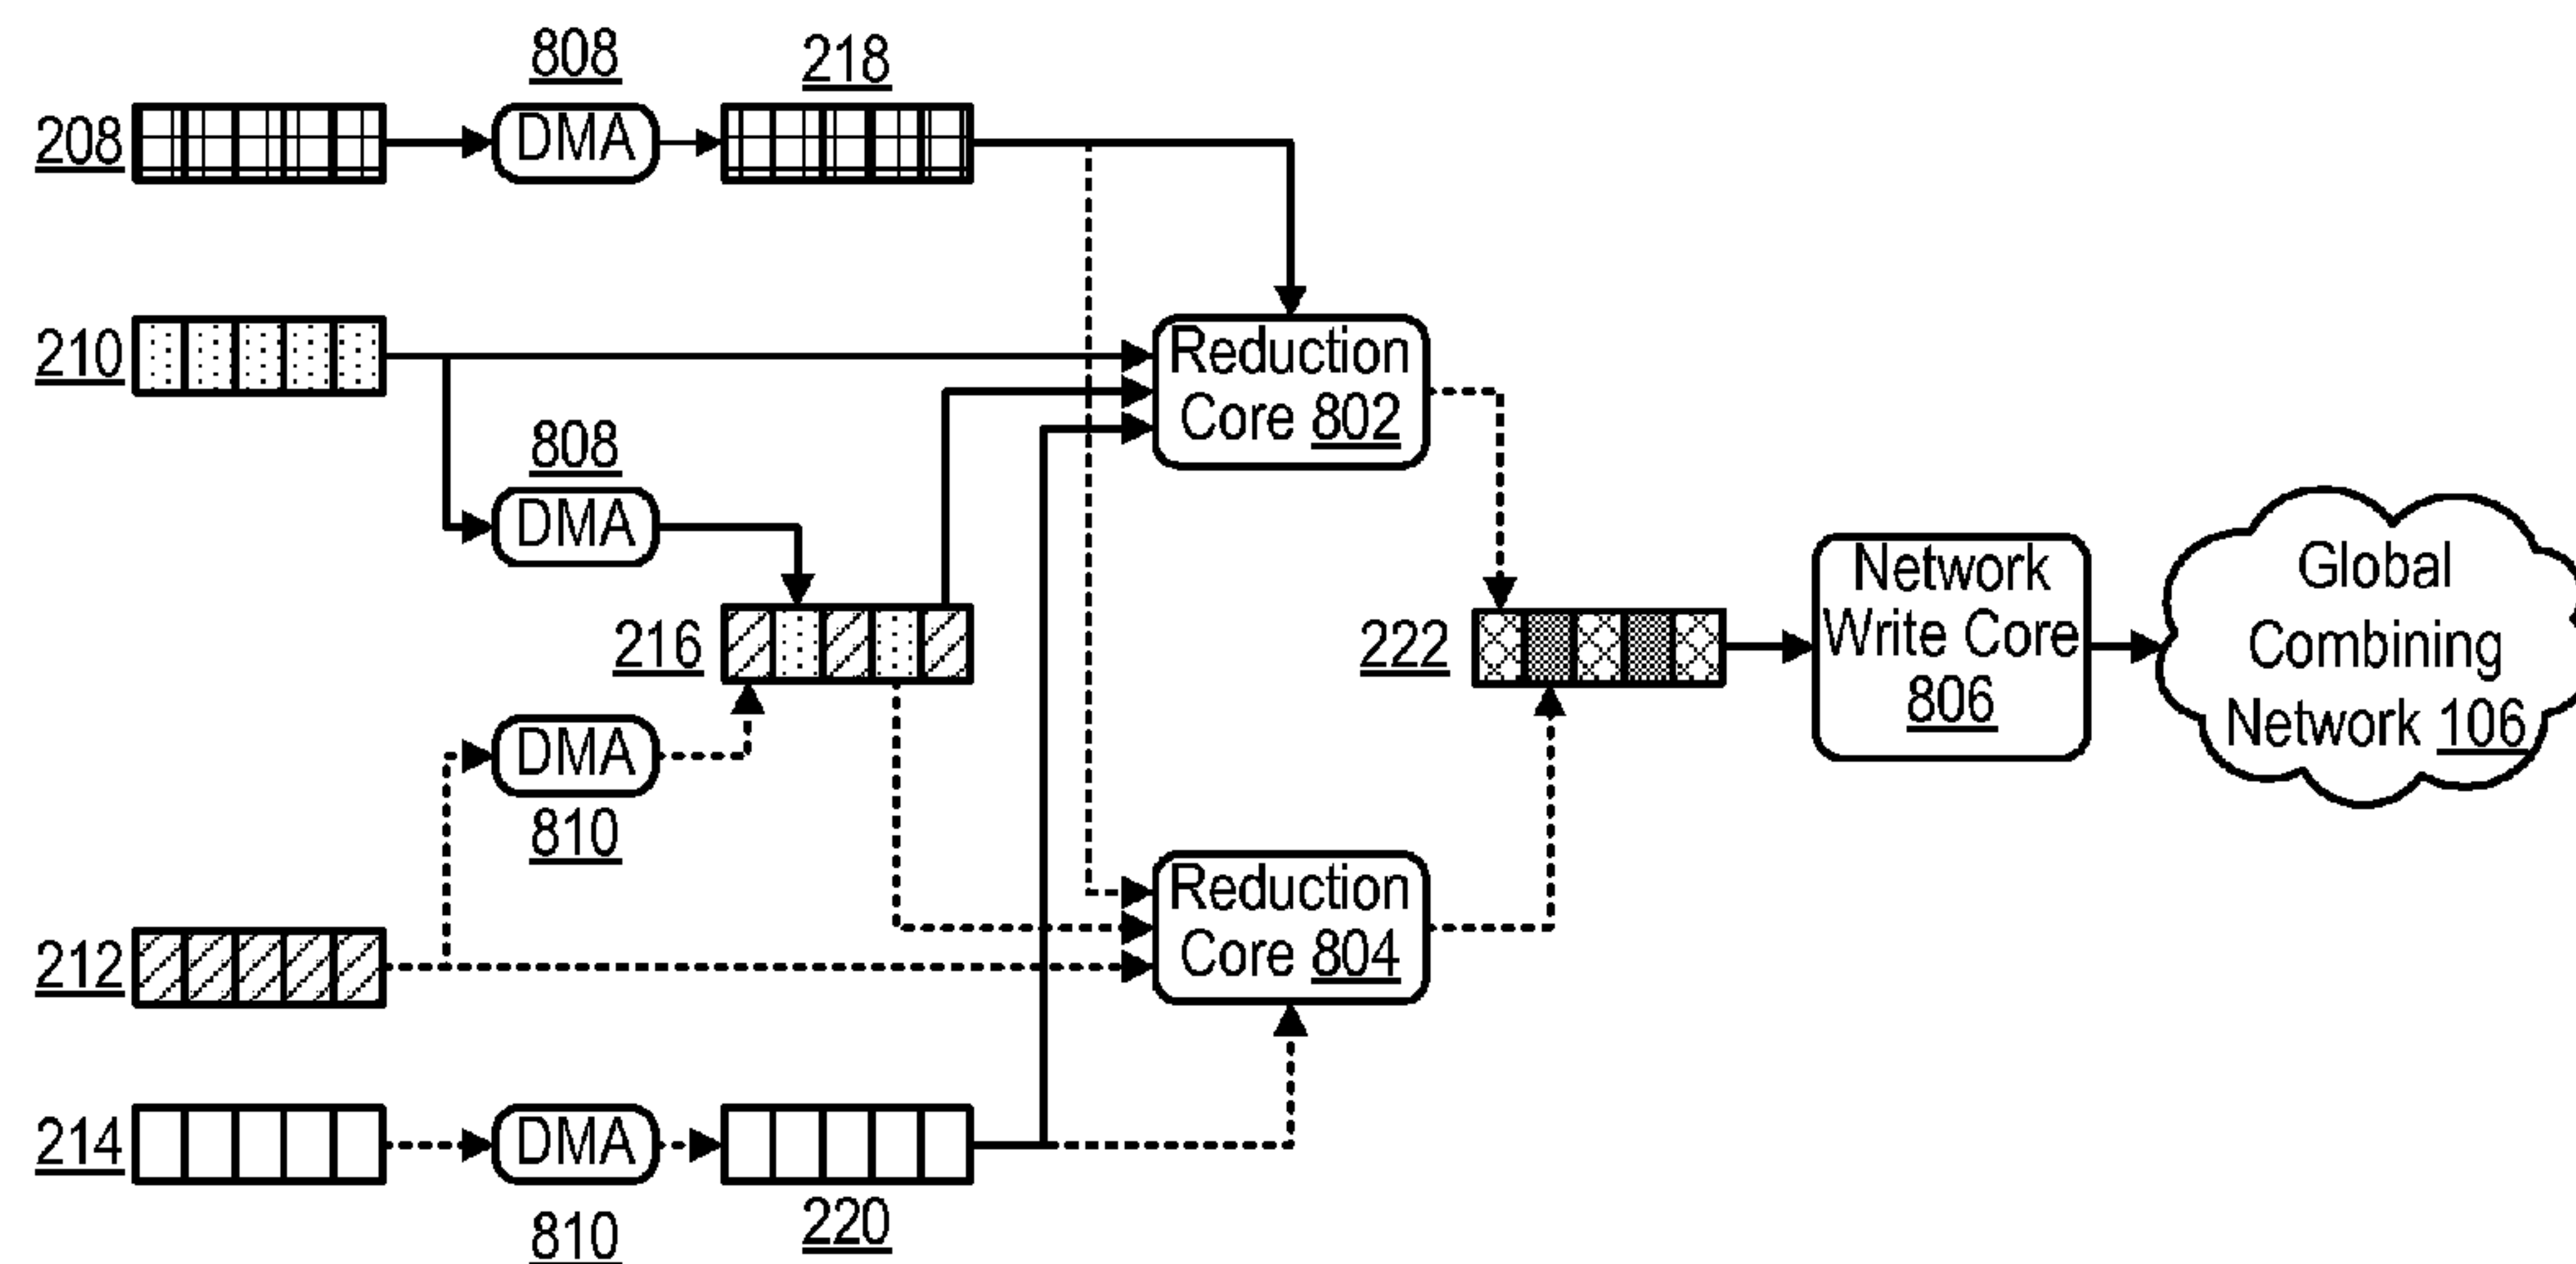 808
218
208
DMA
210
Reduction
Core 802
808
DMA
216
Network
Write Core
806
Global
Combining
Network 106
222
DMA
810
Reduction
Core 804
212
214
DMA
220
810